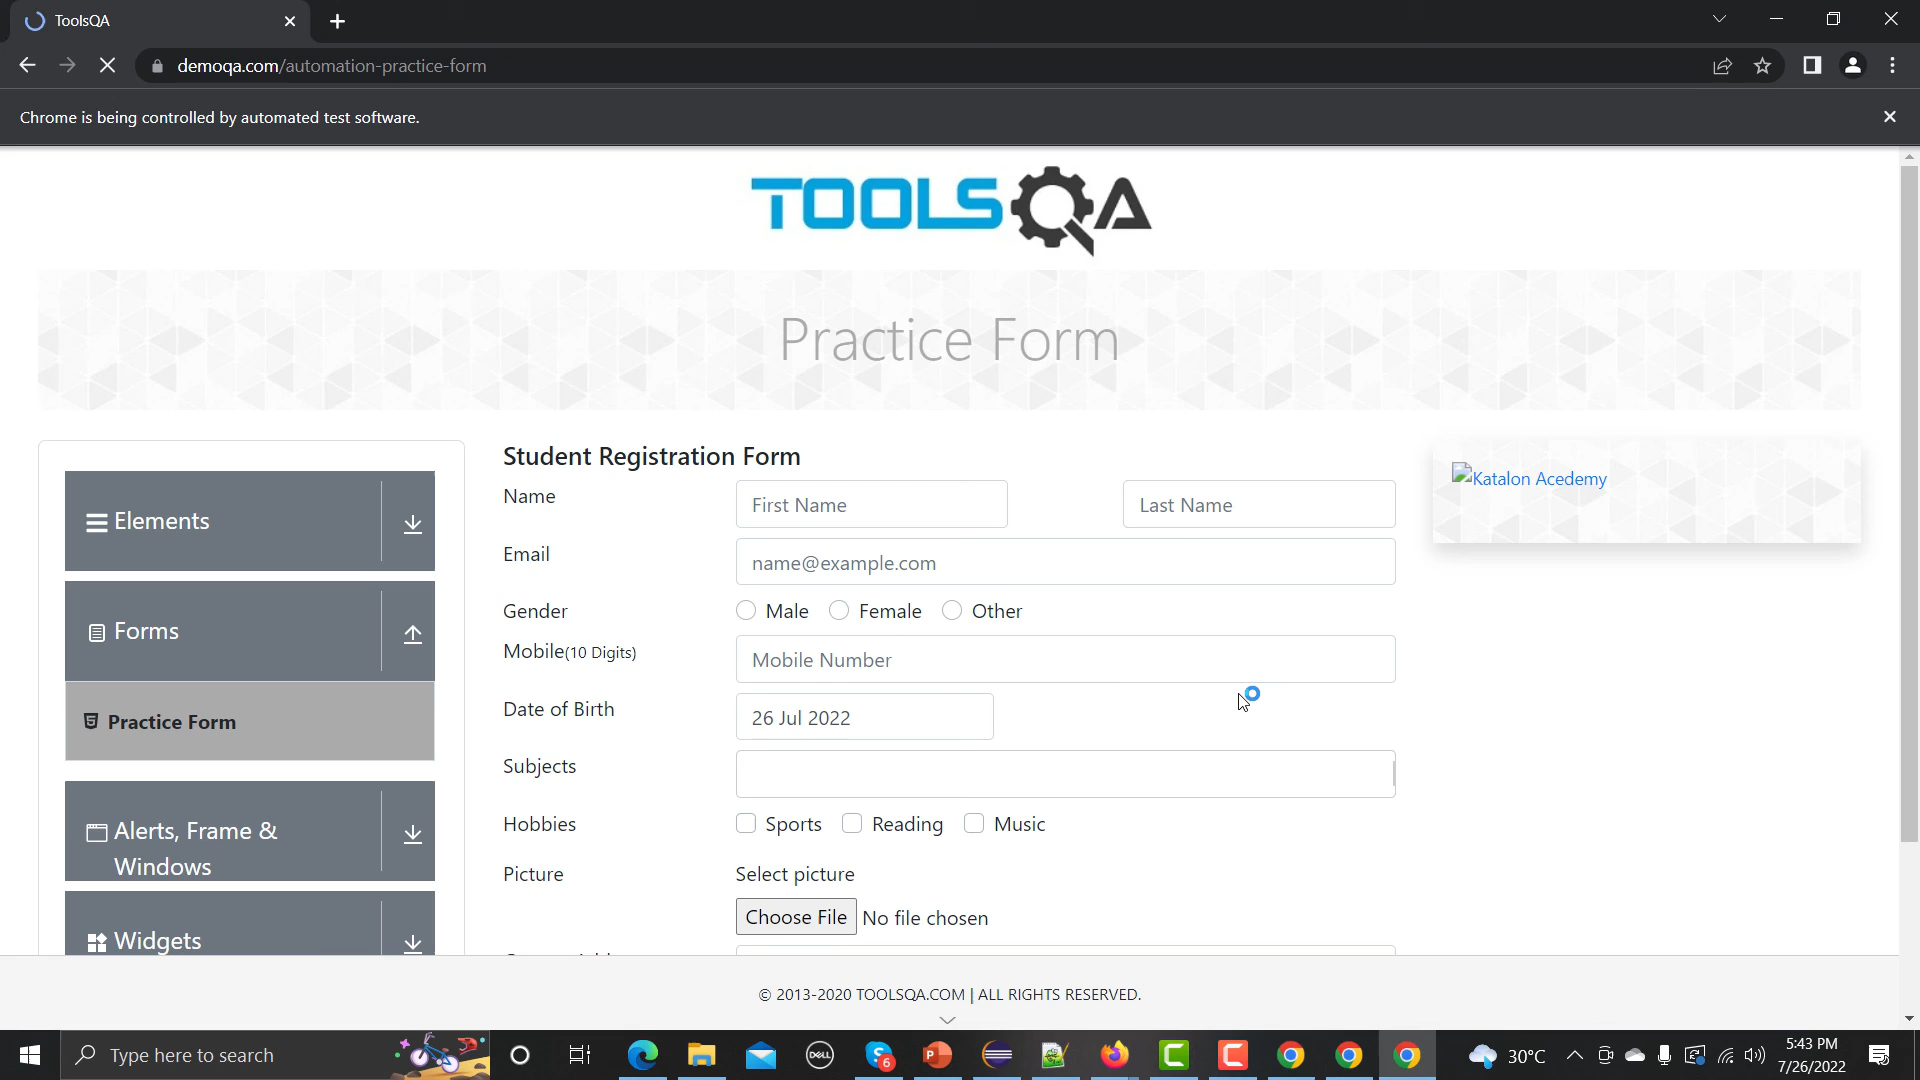 ToolsQA
demoqa.com/automation-practice-form
Chrome is being controlled by automated test software.
TOOLSQA
Practice Form
Elements
Forms
Practice Form
Alerts, Frame &
Windows
Widgets
Student Registration Form
Name First Name Last Name
Email name@example.com
Gender Male Female Other
Mobile(10 Digits) Mobile Number
Date of Birth 26 Jul 2022
Subjects
Hobbies Sports Reading Music
Picture Select picture
Choose File No file chosen
Katalon Acedemy
© 2013-2020 TOOLSQA.COM | ALL RIGHTS RESERVED.
Type here to search
DELL
6
30°C
5:43 PM
7/26/2022